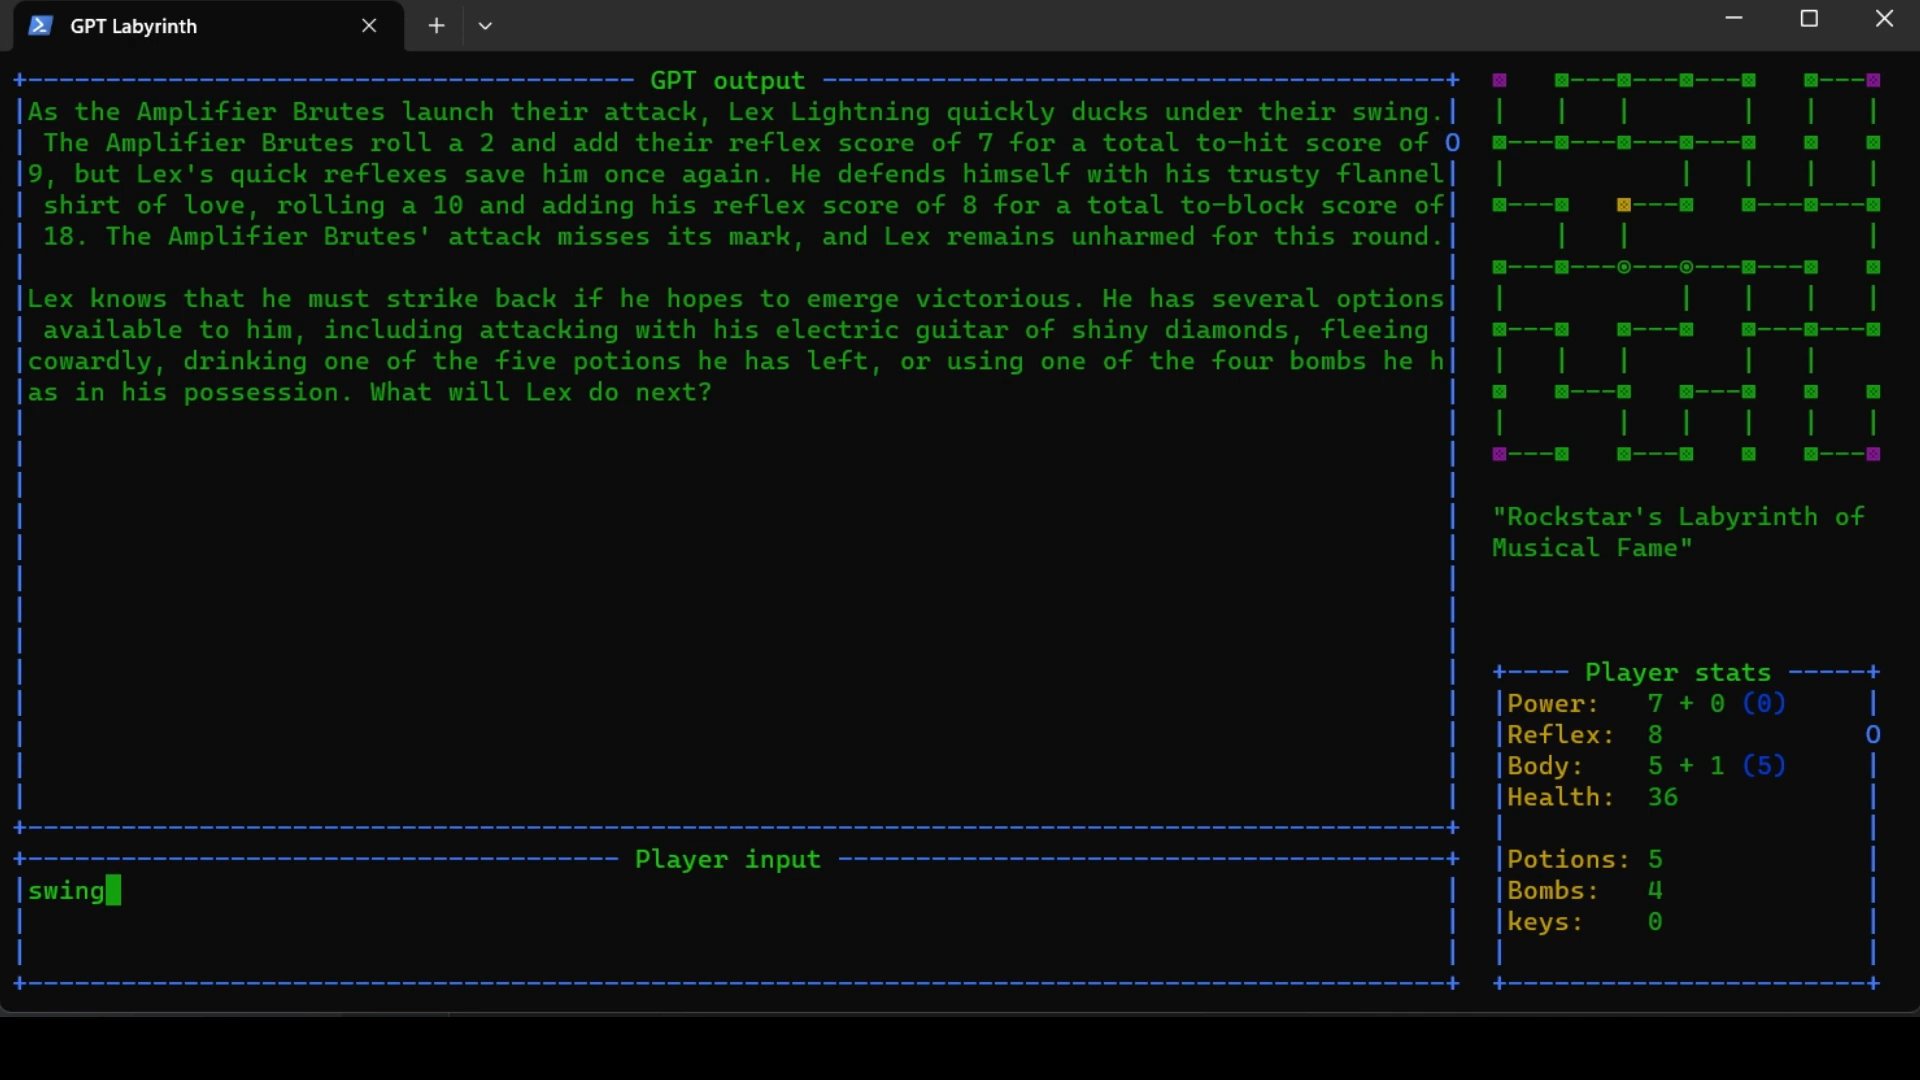 GPT Labyrinth
GPT output
As the Amplifier Brutes launch their attack, Lex Lightning quickly ducks under their swing.
The Amplifier Brutes roll a 2 and add their reflex score of 7 for a total to-hit score of
9, but Lex's quick reflexes save him once again. He defends himself with his trusty flannel
shirt of love, rolling a 10 and adding his reflex score of 8 for a total to-block score of
18. The Amplifier Brutes' attack misses its mark, and Lex remains unharmed for this round.
Lex knows that he must strike back if he hopes to emerge victorious. He has several options
available to him, including attacking with his electric guitar of shiny diamonds, fleeing
cowardly, drinking one of the five potions he has left, or using one of the four bombs he h
as in his possession. What will Lex do next?
Player input
swing
"Rockstar's Labyrinth of
Musical Fame"
Player stats
Power: 7 + 0 (0)
Reflex: 8
Body: 5 + 1 (5)
Health: 36
Potions: 5
Bombs: 4
keys: 0